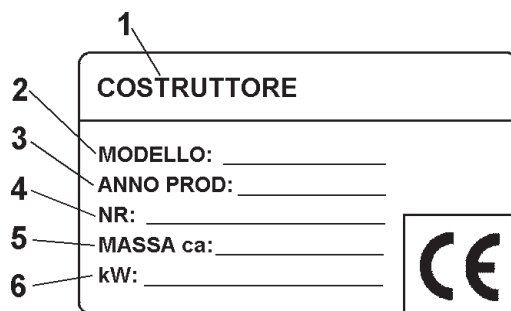 1
COSTRUTTORE
2
MODELLO:
3
ANNO PROD:
4
NR:
5
MASSA ca:
6
kW:
CE